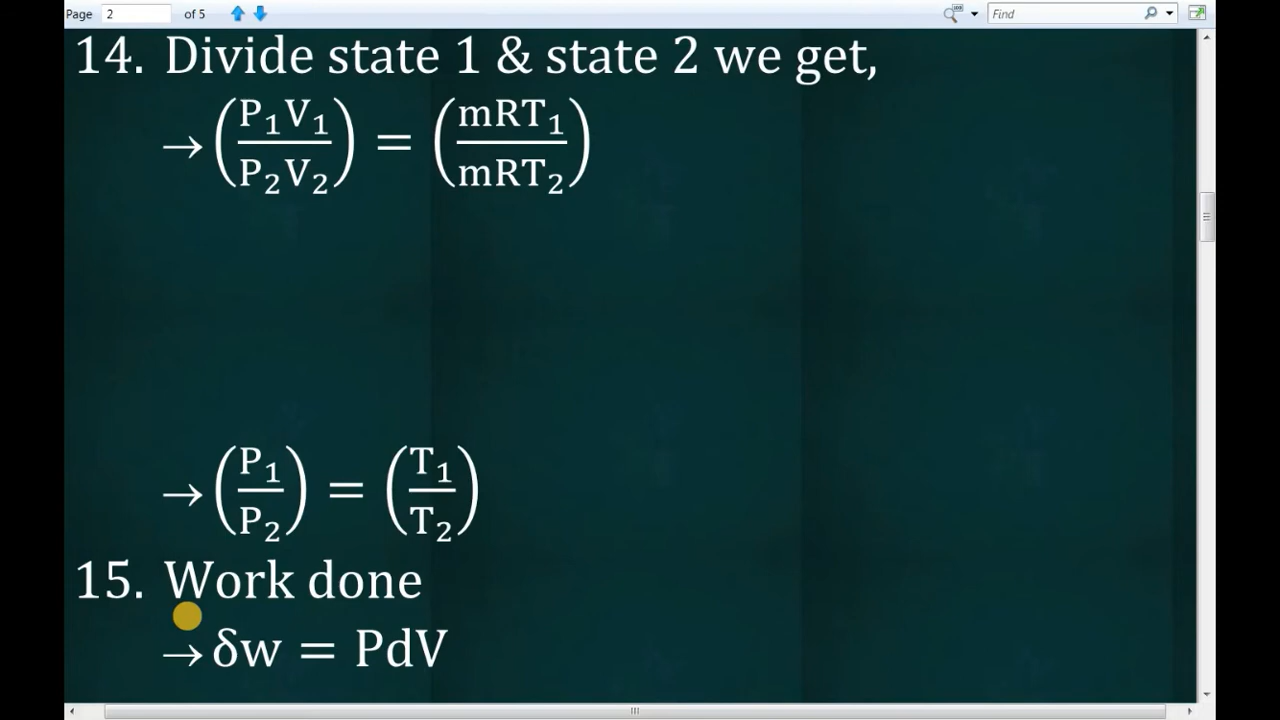 Page 2 of 5 Find
14. Divide state 1 & state 2 we get,
→ (P₁V₁/P₂V₂) = (mRT₁/mRT₂)
→ (P₁/P₂) = (T₁/T₂)
15. Work done
→ δw = PdV